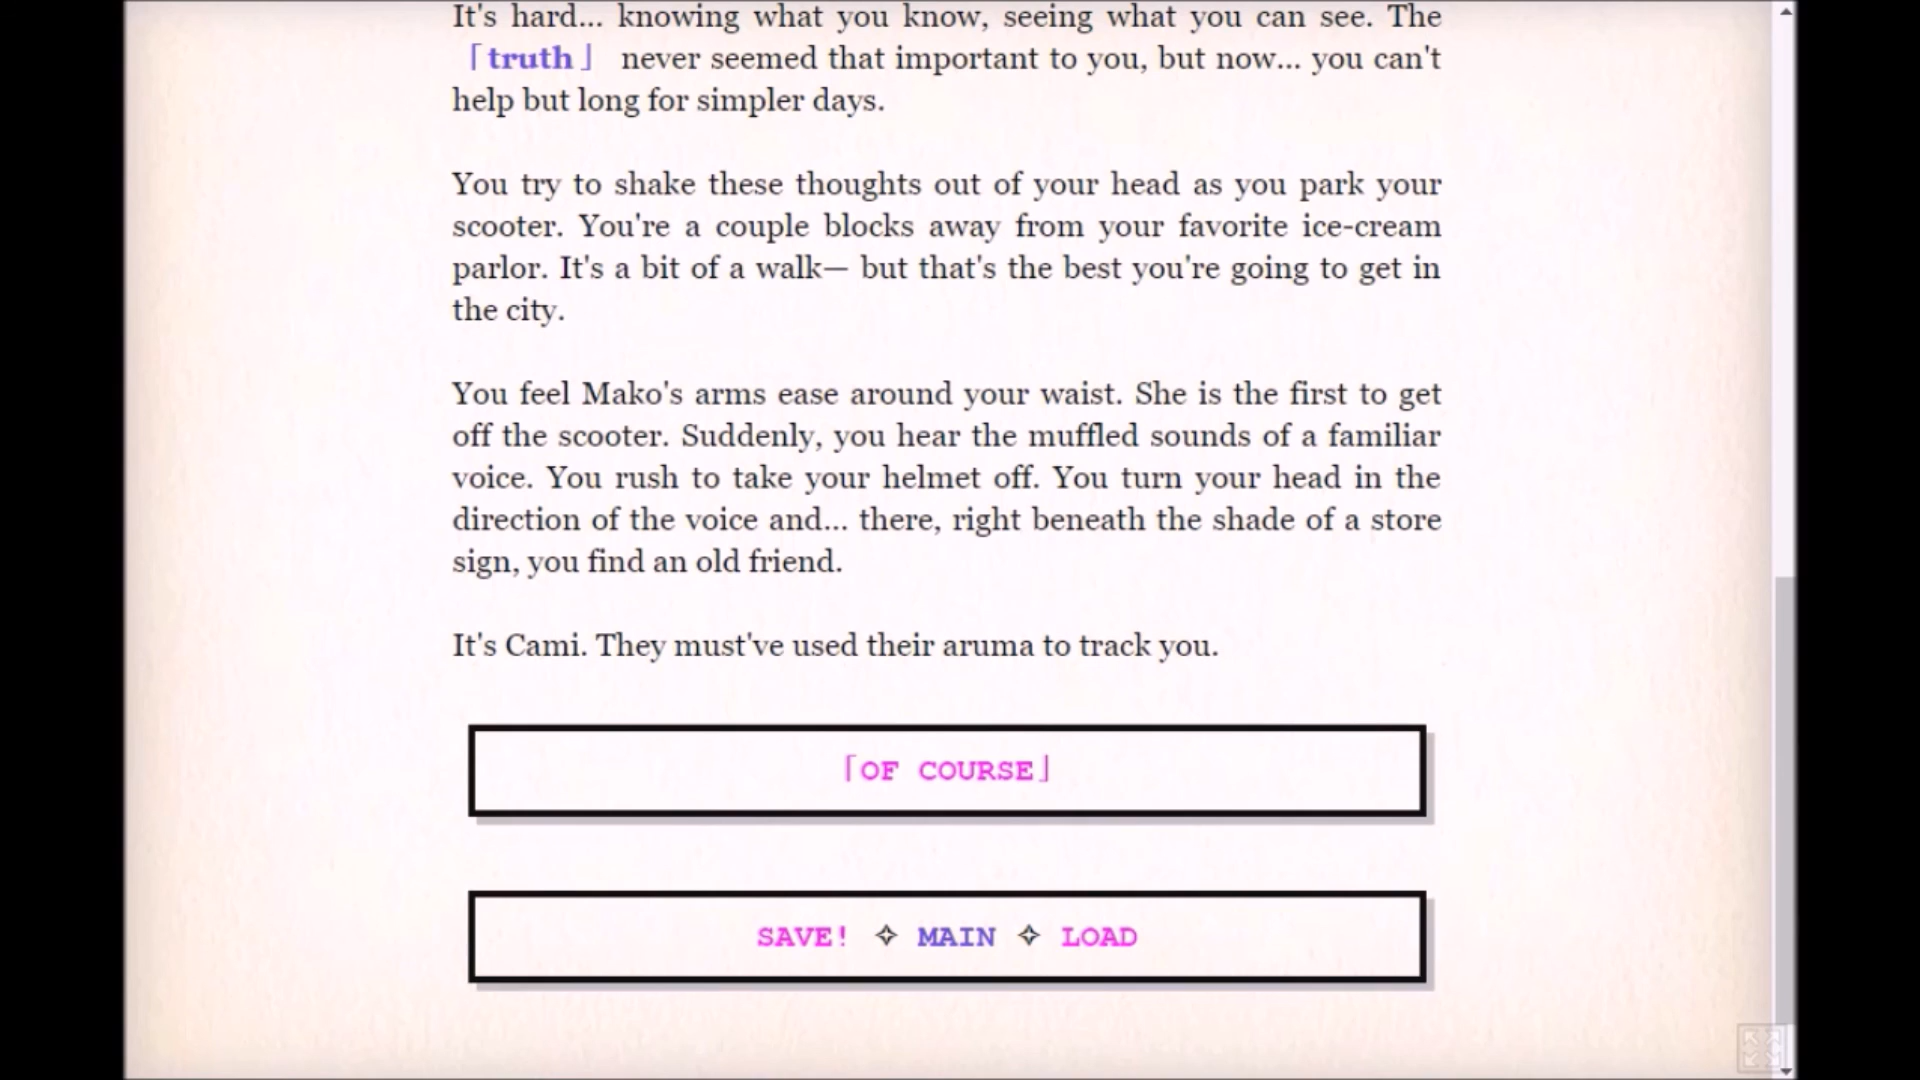 It's hard... knowing what you know, seeing what you can see. The
「truth」 never seemed that important to you, but now... you can't
help but long for simpler days.
You try to shake these thoughts out of your head as you park your
scooter. You're a couple blocks away from your favorite ice-cream
parlor. It's a bit of a walk— but that's the best you're going to get in
the city.
You feel Mako's arms ease around your waist. She is the first to get
off the scooter. Suddenly, you hear the muffled sounds of a familiar
voice. You rush to take your helmet off. You turn your head in the
direction of the voice and... there, right beneath the shade of a store
sign, you find an old friend.
It's Cami. They must've used their aruma to track you.
「OF COURSE」
SAVE! ✧ MAIN ✧ LOAD